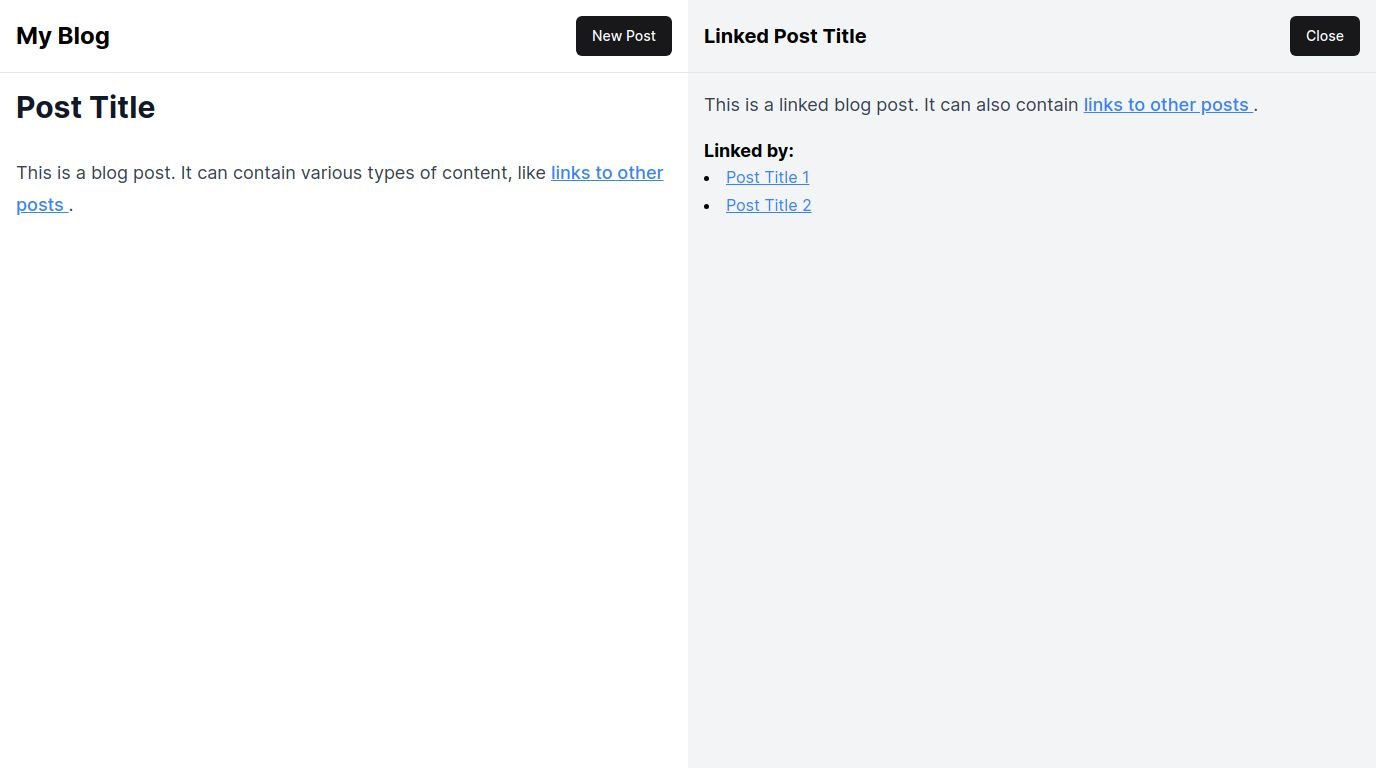 My Blog
New Post
Post Title
This is a blog post. It can contain various types of content, like links to other
posts .
Linked Post Title
Close
This is a linked blog post. It can also contain links to other posts .
Linked by:
• Post Title 1
• Post Title 2